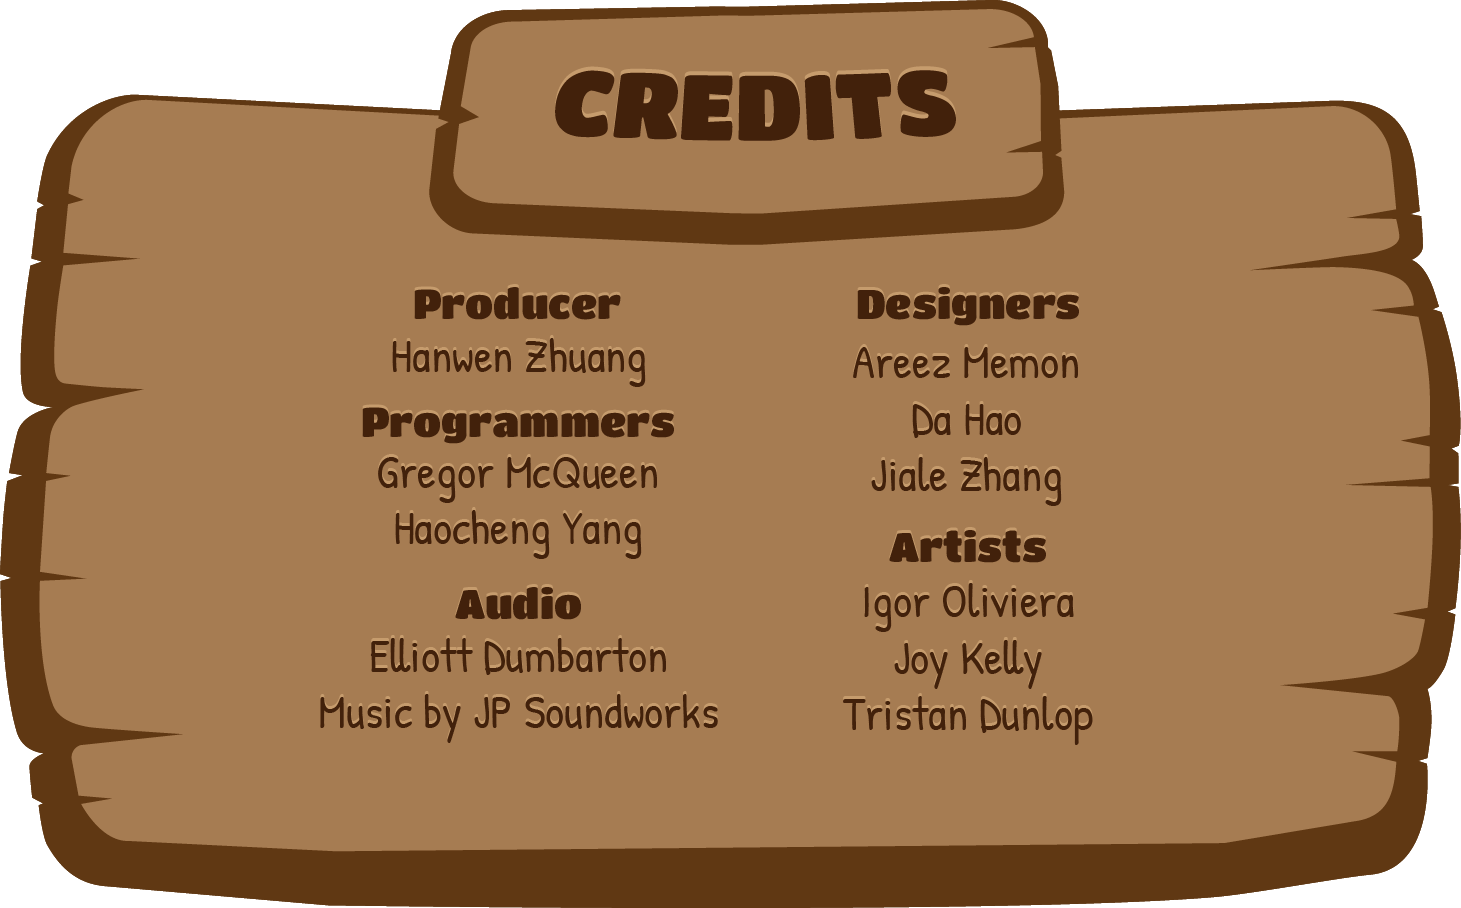 CREDITS
Producer
Hanwen Zhuang
Programmers
Gregor McQueen
Haocheng Yang
Audio
Elliott Dumbarton
Music by JP Soundworks
Designers
Areez Memon
Da Hao
Jiale Zhang
Artists
Igor Oliviera
Joy Kelly
Tristan Dunlop